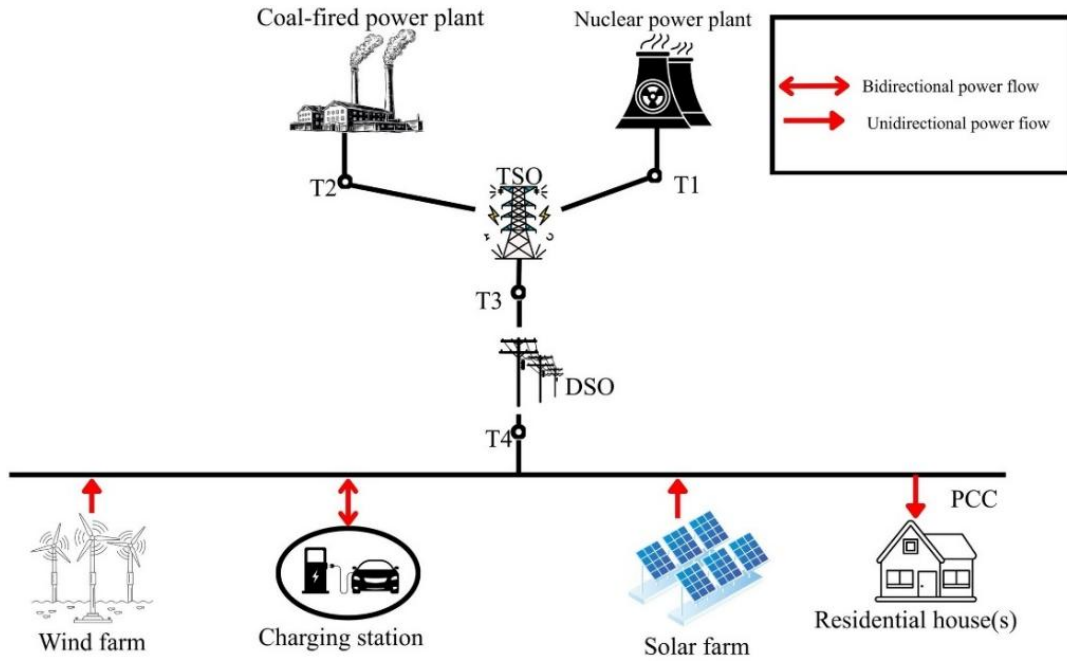 Coal-fired power plant
Nuclear power plant
Bidirectional power flow
Unidirectional power flow
TSO
T2
T1
T3
DSO
T4
PCC
Wind farm
Charging station
Solar farm
Residential house(s)